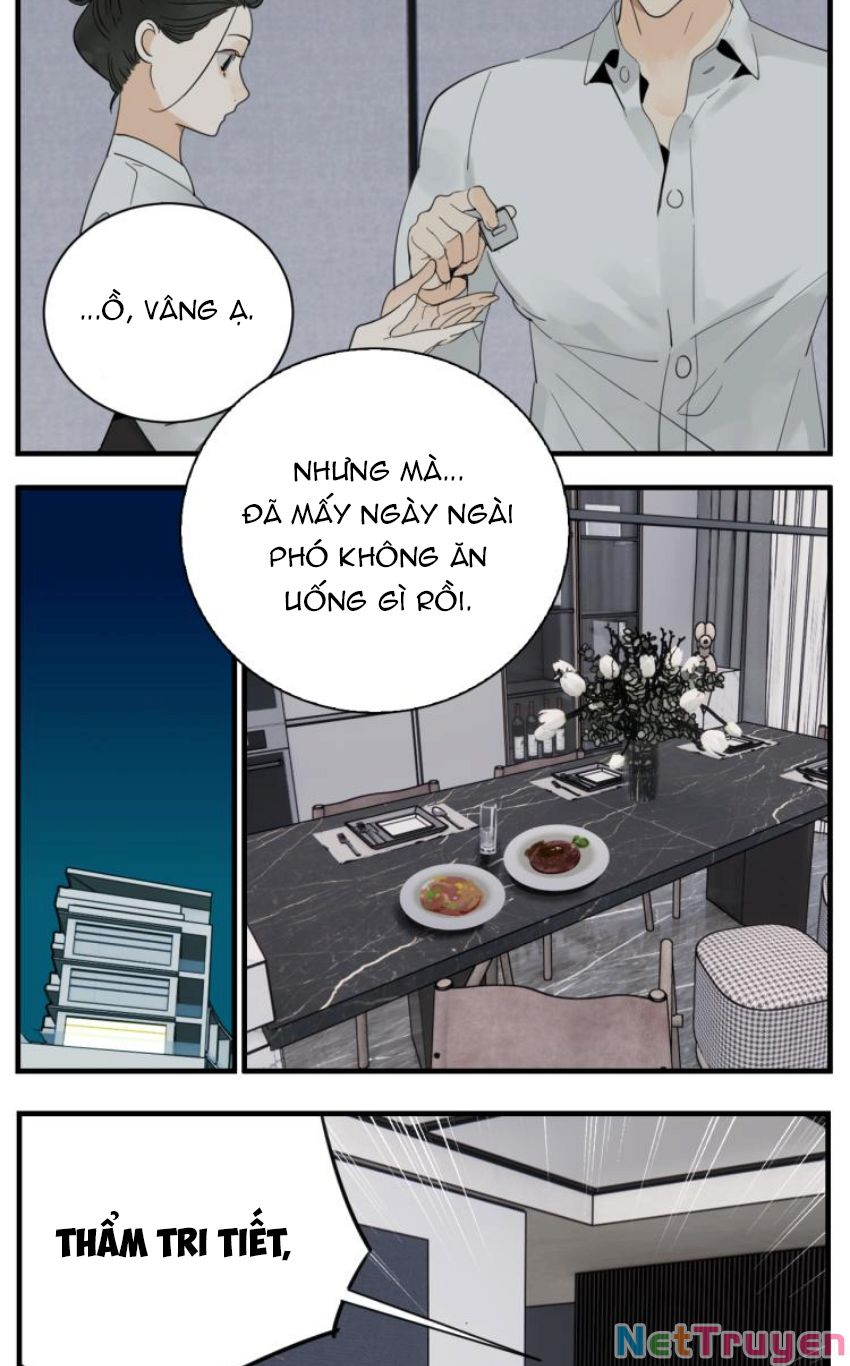 ...Ồ, VÂNG Ạ.
NHƯNG MÀ...
ĐÃ MẤY NGÀY NGÀI
PHÓ KHÔNG ĂN
UỐNG GÌ RỒI.
THẨM TRI TIẾT,
NetTruyen